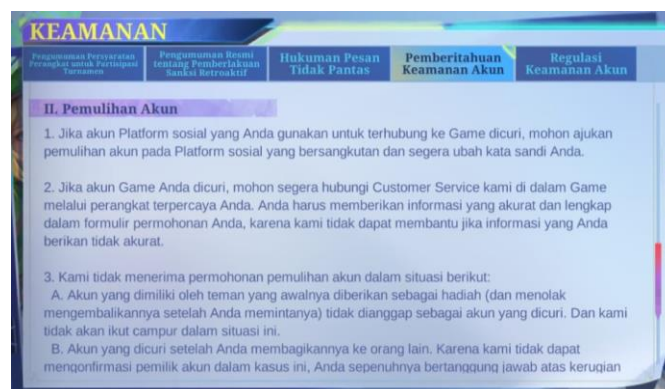 KEAMANAN
Pengumuman Persyaratan
Perangkat untuk Partisipasi
Turnamen
Pengumuman Resmi
tentang Pemberlakuan
Sanksi Retroaktif
Hukuman Pesan
Tidak Pantas
Pemberitahuan
Keamanan Akun
Regulasi
Keamanan Akun
II. Pemulihan Akun
1. Jika akun Platform sosial yang Anda gunakan untuk terhubung ke Game dicuri, mohon ajukan
pemulihan akun pada Platform sosial yang bersangkutan dan segera ubah kata sandi Anda.
2. Jika akun Game Anda dicuri, mohon segera hubungi Customer Service kami di dalam Game
melalui perangkat terpercaya Anda. Anda harus memberikan informasi yang akurat dan lengkap
dalam formulir permohonan Anda, karena kami tidak dapat membantu jika informasi yang Anda
berikan tidak akurat.
3. Kami tidak menerima permohonan pemulihan akun dalam situasi berikut:
A. Akun yang dimiliki oleh teman yang awalnya diberikan sebagai hadiah (dan menolak
mengembalikannya setelah Anda memintanya) tidak dianggap sebagai akun yang dicuri. Dan kami
tidak akan ikut campur dalam situasi ini.
B. Akun yang dicuri setelah Anda membagikannya ke orang lain. Karena kami tidak dapat
mengonfirmasi pemilik akun dalam kasus ini, Anda sepenuhnya bertanggung jawab atas kerugian